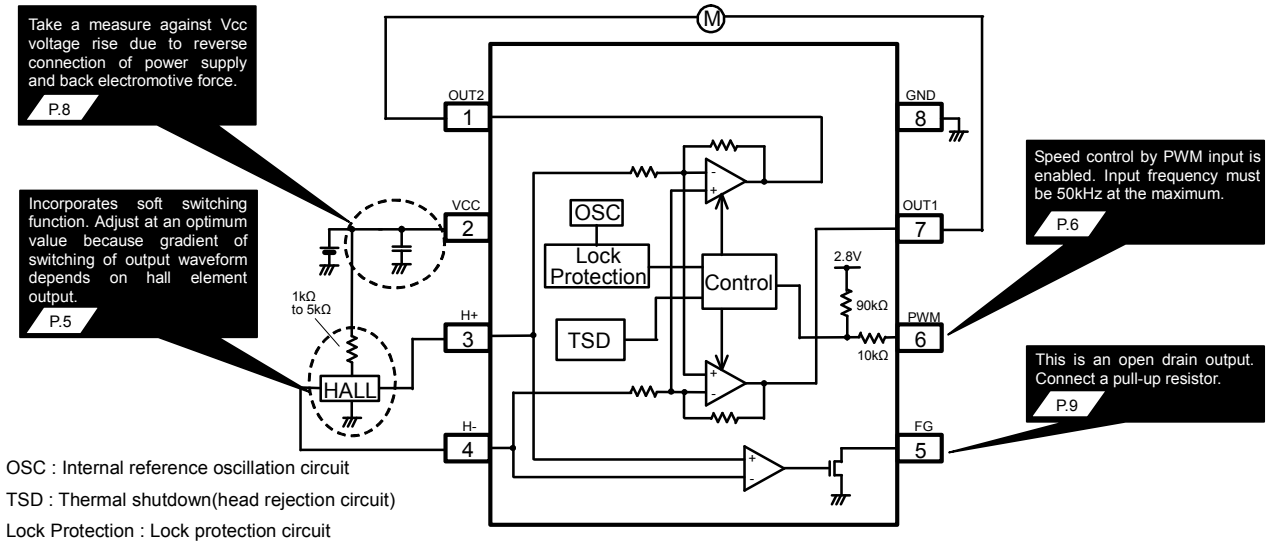 Take a measure against Vcc
voltage rise due to reverse
connection of power supply
and back electromotive force.
P.8
Incorporates soft switching
function. Adjust at an optimum
value because gradient of
switching of output waveform
depends on hall element
output.
P.5
M
OUT2
1
GND
8
VCC
2
OUT1
7
H+
3
PWM
6
H-
4
FG
5
OSC
Lock
Protection
Control
TSD
2.8V
90kΩ
10kΩ
1kΩ
to 5kΩ
HALL
-
+
+
-
+
-
Speed control by PWM input is
enabled. Input frequency must
be 50kHz at the maximum.
P.6
This is an open drain output.
Connect a pull-up resistor.
P.9
OSC : Internal reference oscillation circuit
TSD : Thermal shutdown(head rejection circuit)
Lock Protection : Lock protection circuit